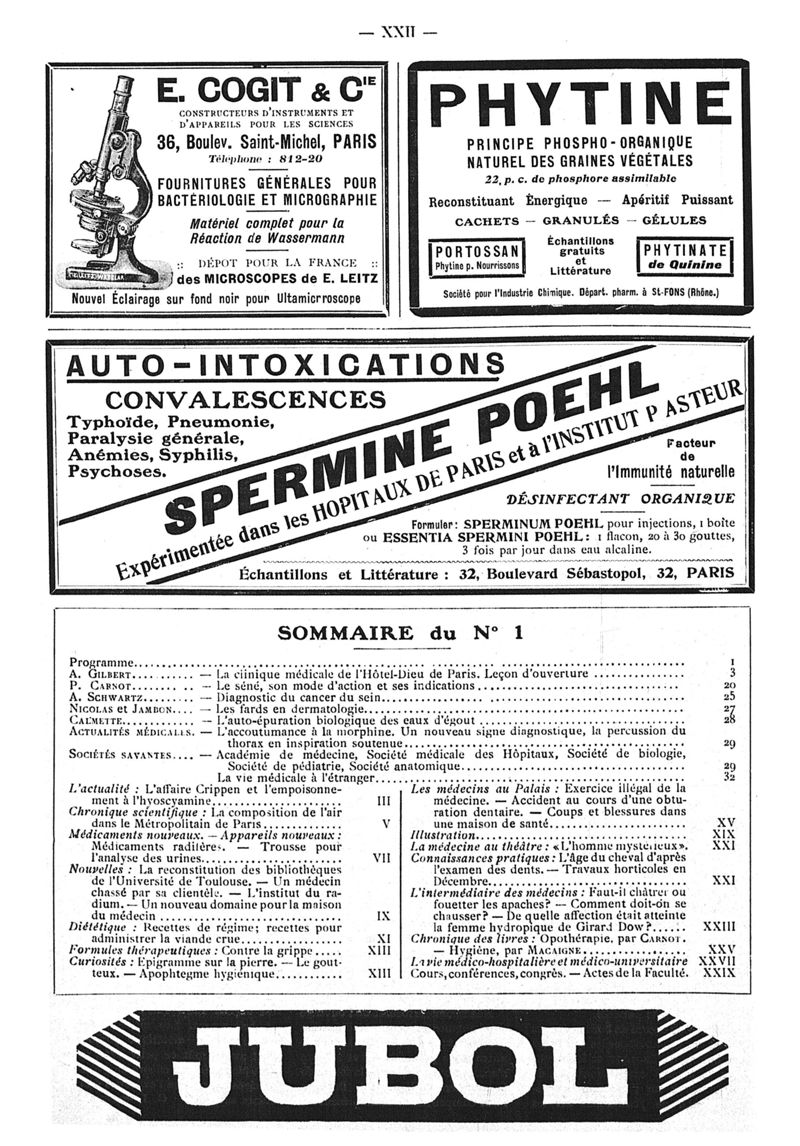 — XXII —
E. COGIT & CIE
CONSTRUCTEURS D'INSTRUMENTS ET
D'APPAREILS POUR LES SCIENCES
36, Boulev. Saint-Michel, PARIS
Téléphone : 812-20
FOURNITURES GÉNÉRALES POUR
BACTÉRIOLOGIE ET MICROGRAPHIE
Matériel complet pour la
Réaction de Wassermann
:: DÉPOT POUR LA FRANCE ::
des MICROSCOPES de E. LEITZ
Nouvel Éclairage sur fond noir pour Ultamicrroscope
PHYTINE
PRINCIPE PHOSPHO-ORGANIQUE
NATUREL DES GRAINES VÉGÉTALES
22, p. c. de phosphore assimilable
Reconstituant Énergique — Apéritif Puissant
CACHETS — GRANULÉS — GÉLULES
PORTOSSAN
Phytine p. Nourrissons
Échantillons
gratuits
et
Littérature
PHYTINATE
de Quinine
Société pour l'Industrie Chimique. Départ. pharm. à St-FONS (Rhône.)
AUTO-INTOXICATIONS
CONVALESCENCES
Typhoïde, Pneumonie,
Paralysie générale,
Anémies, Syphilis,
Psychoses.
SPERMINE POEHL
Expérimentée dans les HOPITAUX DE PARIS et à l'INSTITUT P ASTEUR
Facteur
de
l'Immunité naturelle
DÉSINFECTANT ORGANIQUE
Formuler: SPERMINUM POEHL pour injections, 1 boîte
ou ESSENTIA SPERMINI POEHL: 1 flacon, 20 à 30 gouttes,
3 fois par jour dans eau alcaline.
Échantillons et Littérature : 32, Boulevard Sébastopol, 32, PARIS
SOMMAIRE du N° 1
Programme.......... 1
A. GILBERT.......... — La clinique médicale de l'Hôtel-Dieu de Paris. Leçon d'ouverture .......... 3
P. CARNOT.......... — Le séné, son mode d'action et ses indications .......... 20
A. SCHWARTZ.......... — Diagnostic du cancer du sein.......... 25
NICOLAS et JAMBON.... — Les fards en dermatologie.......... 27
CALMETTE.......... — L'auto-épuration biologique des eaux d'égout .......... 28
ACTUALITÉS MÉDICALES. — L'accoutumance à la morphine. Un nouveau signe diagnostique, la percussion du
thorax en inspiration soutenue.......... 29
SOCIÉTÉS SAVANTES.... — Académie de médecine, Société médicale des Hôpitaux, Société de biologie,
Société de pédiatrie, Société anatomique.......... 29
La vie médicale à l'étranger.......... 32
L'actualité : L'affaire Crippen et l'empoisonne-
ment à l'hyoscyamine.......... III
Chronique scientifique : La composition de l'air
dans le Métropolitain de Paris.......... V
Médicaments nouveaux. — Appareils nouveaux :
Médicaments radifères. — Trousse pour
l'analyse des urines.......... VII
Nouvelles : La reconstitution des bibliothèques
de l'Université de Toulouse. — Un médecin
chassé par sa clientèle. — L'institut du ra-
dium. — Un nouveau domaine pour la maison
du médecin .......... IX
Diététique : Recettes de régime; recettes pour
administrer la viande crue.......... XI
Formules thérapeutiques : Contre la grippe..... XIII
Curiosités : Epigramme sur la pierre. — Le gout-
teux. — Apophtegme hygiénique.......... XIII
Les médecins au Palais : Exercice illégal de la
médecine. — Accident au cours d'une obtu-
ration dentaire. — Coups et blessures dans
une maison de santé.......... XV
Illustration.......... XIX
La médecine au théâtre : «L'homme mystérieux». XXI
Connaissances pratiques : L'âge du cheval d'après
l'examen des dents. — Travaux horticoles en
Décembre.......... XXI
L'intermédiaire des médecins : Faut-il châtrer ou
fouetter les apaches? — Comment doit-on se
chausser? — De quelle affection était atteinte
la femme hydropique de Girard Dow?...... XXIII
Chronique des livres : Opothérapie, par CARNOT.
— Hygiène, par MACAIGNE.......... XXV
La vie médico-hospitalière et médico-universitaire XXVII
Cours, conférences, congrès. — Actes de la Faculté. XXIX
JUBOL